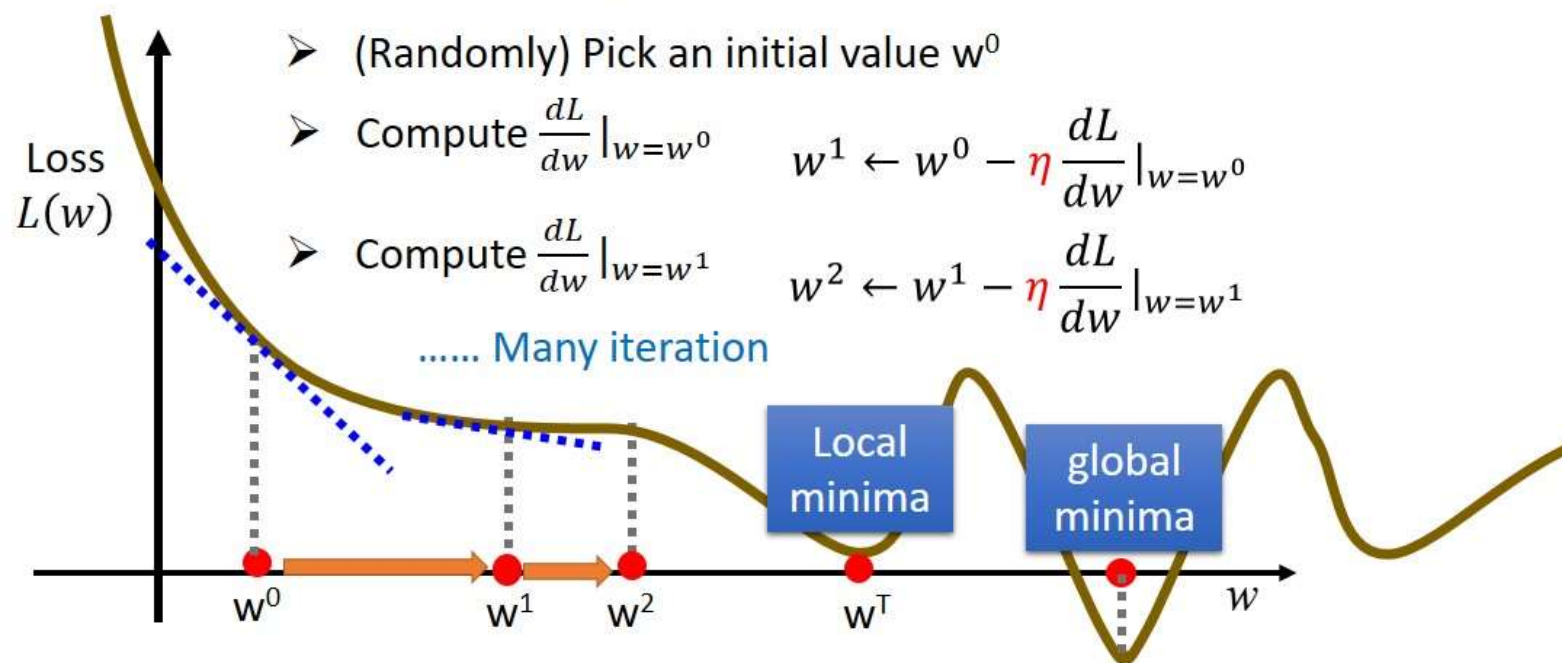 ➢ (Randomly) Pick an initial value w⁰
➢ Compute dL/dw |w=w⁰
w¹ ← w⁰ − η dL/dw |w=w⁰
Loss
L(w)
➢ Compute dL/dw |w=w¹
w² ← w¹ − η dL/dw |w=w¹
...... Many iteration
Local
minima
global
minima
w⁰
w¹
w²
wᵀ
w